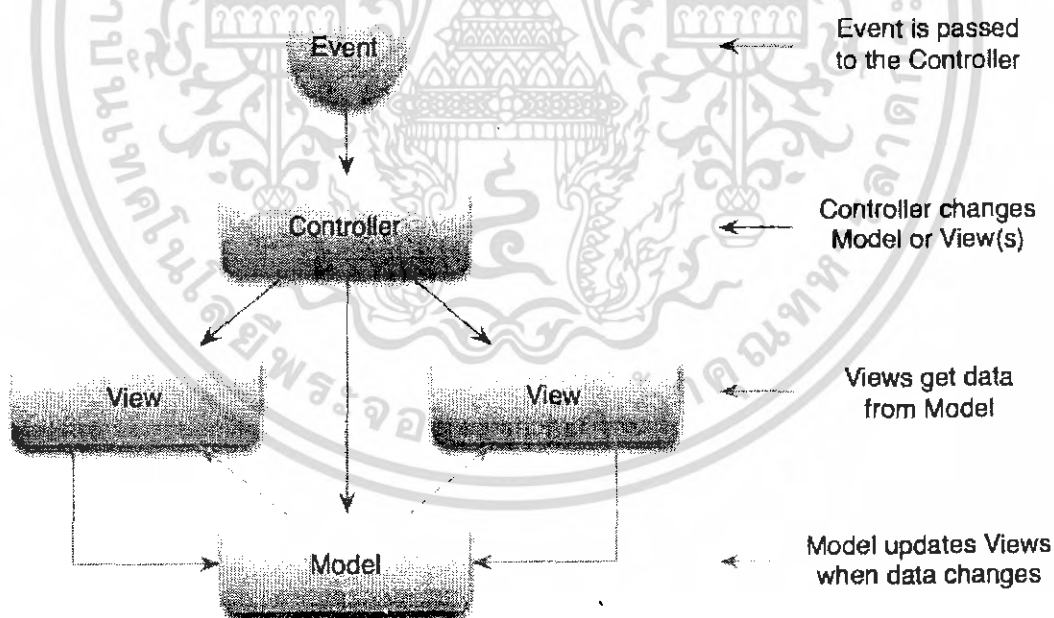 Event
Event is passed
to the Controller
Controller
Controller changes
Model or View(s)
View
View
Views get data
from Model
Model
Model updates Views
when data changes